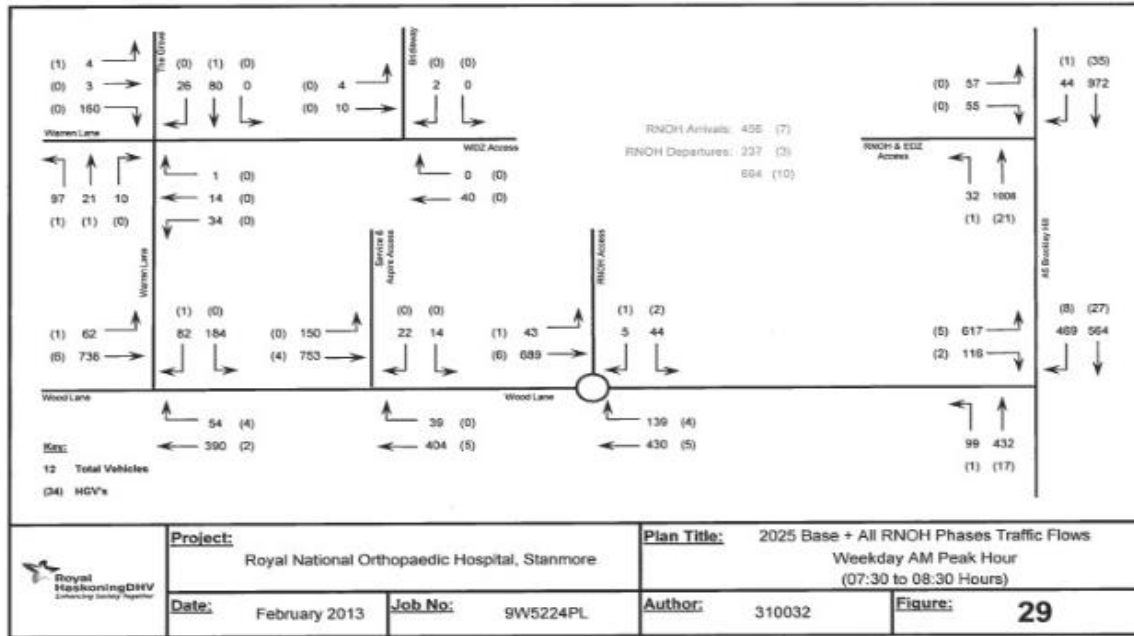 (1) 4
(0) 3
(0) 160
The Grove
(0) (1) (0)
26 80 0
(0) 4
(0) 10
Brideway
(0) (0)
2 0
(0) 57
(0) 55
(1) (35)
44 972
Warren Lane
WDZ Access
RNOH Arrivals: 456 (7)
RNOH Departures: 237 (3)
694 (10)
RNOH & EDZ
Access
97 21 10
(1) (1) (0)
1 (0)
14 (0)
34 (0)
0 (0)
40 (0)
32 1008
(1) (21)
A5 Brockley Hill
Warren Lane
Service &
Aspire Access
RNOH Access
(1) 62
(6) 736
(1) (0)
82 184
(0) 150
(4) 753
(0) (0)
22 14
(1) 43
(6) 689
(1) (2)
5 44
(5) 617
(2) 116
(8) (27)
469 564
Wood Lane
Wood Lane
54 (4)
390 (2)
39 (0)
404 (5)
139 (4)
430 (5)
99 432
(1) (17)
Key:
12 Total Vehicles
(34) HGV's
Royal
HaskoningDHV
Enhancing Society Together
Project:
Royal National Orthopaedic Hospital, Stanmore
Plan Title: 2025 Base + All RNOH Phases Traffic Flows
Weekday AM Peak Hour
(07:30 to 08:30 Hours)
Date: February 2013
Job No: 9W5224PL
Author: 310032
Figure: 29